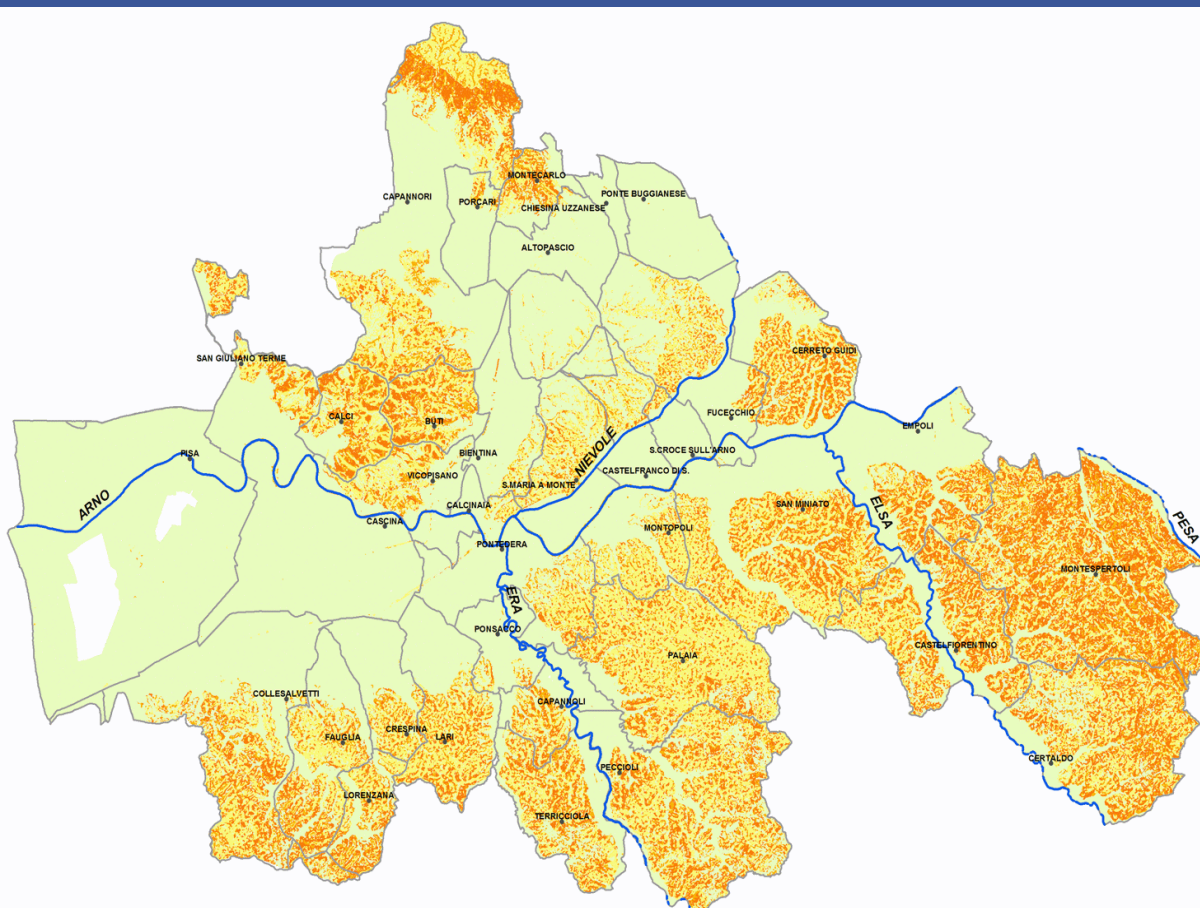 MONTECARLO
CAPANNORI
PORCARI
CHIESINA UZZANESE
PONTE BUGGIANESE
ALTOPASCIO
SAN GIULIANO TERME
CERRETO GUIDI
CALCI
BUTI
FUCECCHIO
EMPOLI
PISA
BIENTINA
NIEVOLE
S.CROCE SULL'ARNO
VICOPISANO
S.MARIA A MONTE
CASTELFRANCO DI S.
ARNO
CALCINAIA
SAN MINIATO
ELSA
CASCINA
MONTOPOLI
PESA
PONTEDERA
MONTESPERTOLI
ERA
PONSACCO
CASTELFIORENTINO
PALAIA
COLLESALVETTI
CAPANNOLI
FAUGLIA
CRESPINA
LARI
CERTALDO
PECCIOLI
LORENZANA
TERRICCIOLA